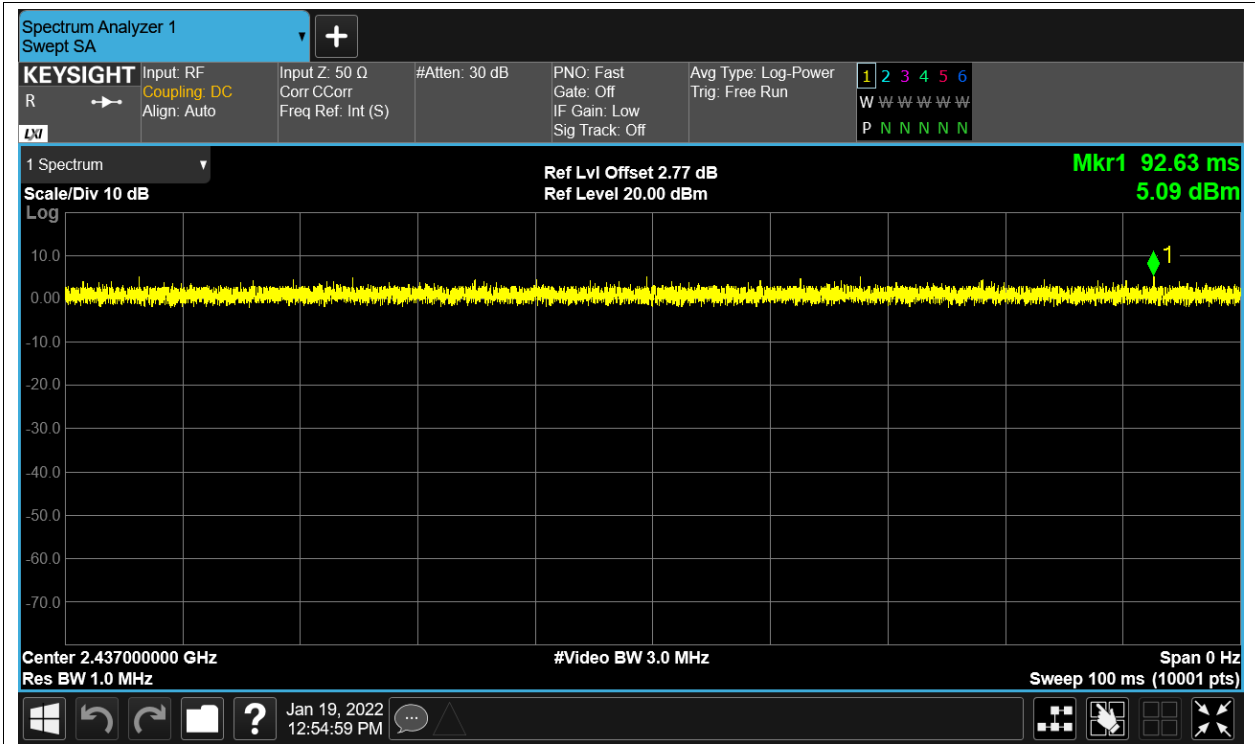 Spectrum Analyzer 1
Swept SA
▼
+
KEYSIGHT
R
LXI
Input: RF
Coupling: DC
Align: Auto
Input Z: 50 Ω
Corr CCorr
Freq Ref: Int (S)
#Atten: 30 dB
PNO: Fast
Gate: Off
IF Gain: Low
Sig Track: Off
Avg Type: Log-Power
Trig: Free Run
1 2 3 4 5 6
W W W W W W
P N N N N N
1 Spectrum ▼
Scale/Div 10 dB
Ref Lvl Offset 2.77 dB
Ref Level 20.00 dBm
Mkr1 92.63 ms
5.09 dBm
Log
10.0
0.00
-10.0
-20.0
-30.0
-40.0
-50.0
-60.0
-70.0
1
Center 2.437000000 GHz
Res BW 1.0 MHz
#Video BW 3.0 MHz
Span 0 Hz
Sweep 100 ms (10001 pts)
?
Jan 19, 2022
12:54:59 PM